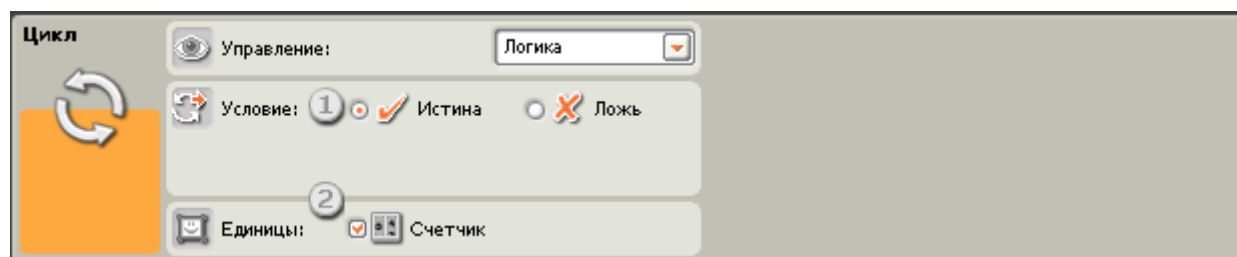 Цикл
Управление: Логика
Условие: 1 Истина Ложь
2
Единицы: Счетчик